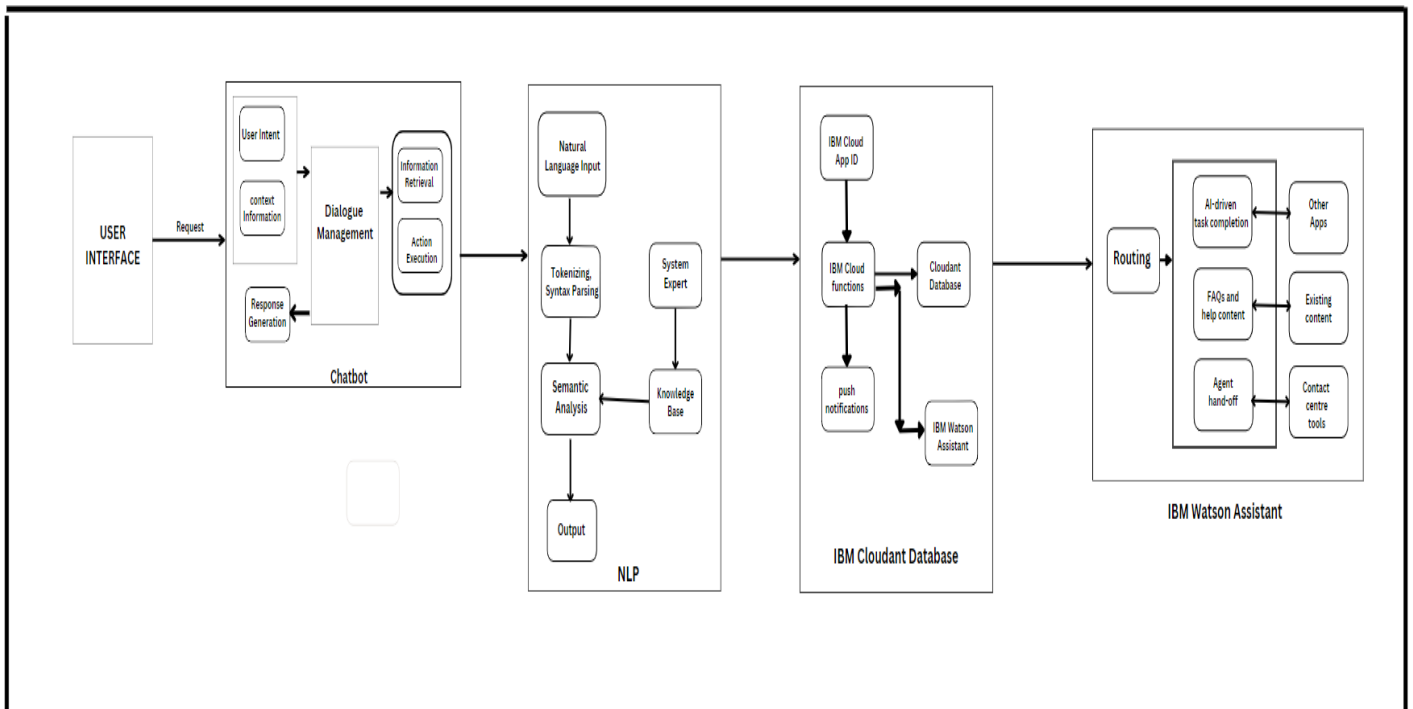 USER
INTERFACE
Request
User Intent
context
Information
Dialogue
Management
Information
Retrieval
Action
Execution
Response
Generation
Chatbot
Natural
Language Input
Tokenizing,
Syntax Parsing
System
Expert
Semantic
Analysis
Knowledge
Base
Output
NLP
IBM Cloud
App ID
IBM Cloud
functions
Cloudant
Database
push
notifications
IBM Watson
Assistant
IBM Cloudant Database
Routing
AI-driven
task completion
Other
Apps
FAQs and
help content
Existing
content
Agent
hand-off
Contact
centre
tools
IBM Watson Assistant